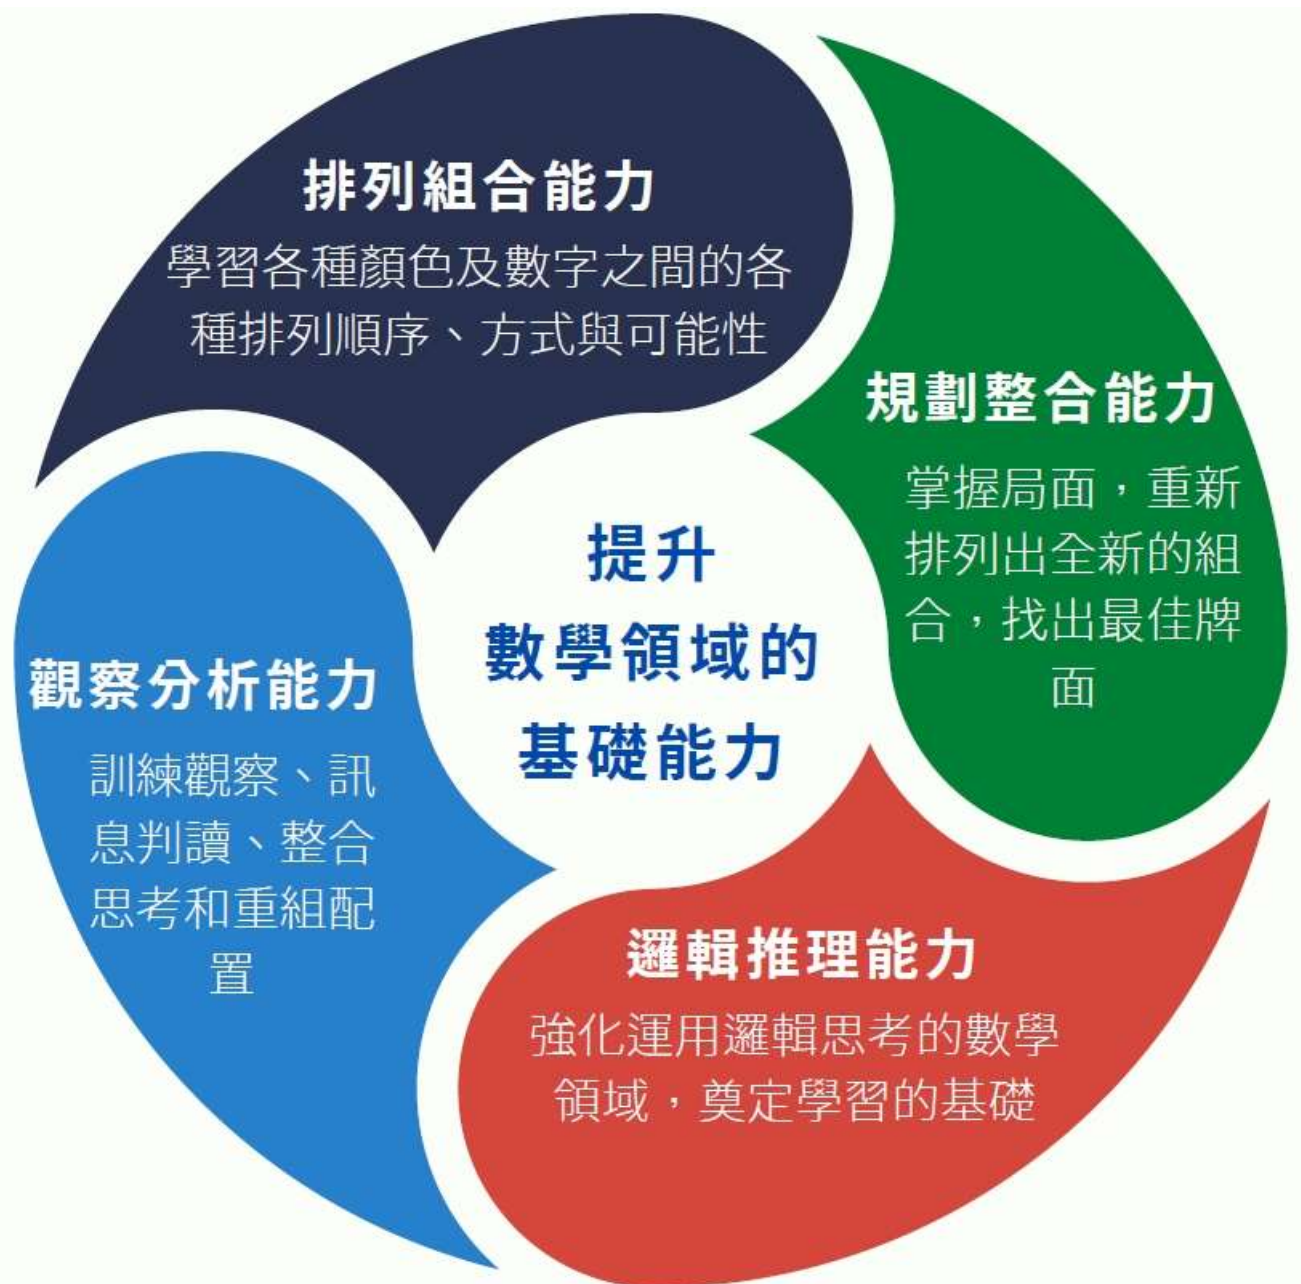 排列組合能力
學習各種顏色及數字之間的各
種排列順序、方式與可能性
規劃整合能力
掌握局面，重新
排列出全新的組
合，找出最佳牌
面
提升
數學領域的
基礎能力
觀察分析能力
訓練觀察、訊
息判讀、整合
思考和重組配
置
邏輯推理能力
強化運用邏輯思考的數學
領域，奠定學習的基礎